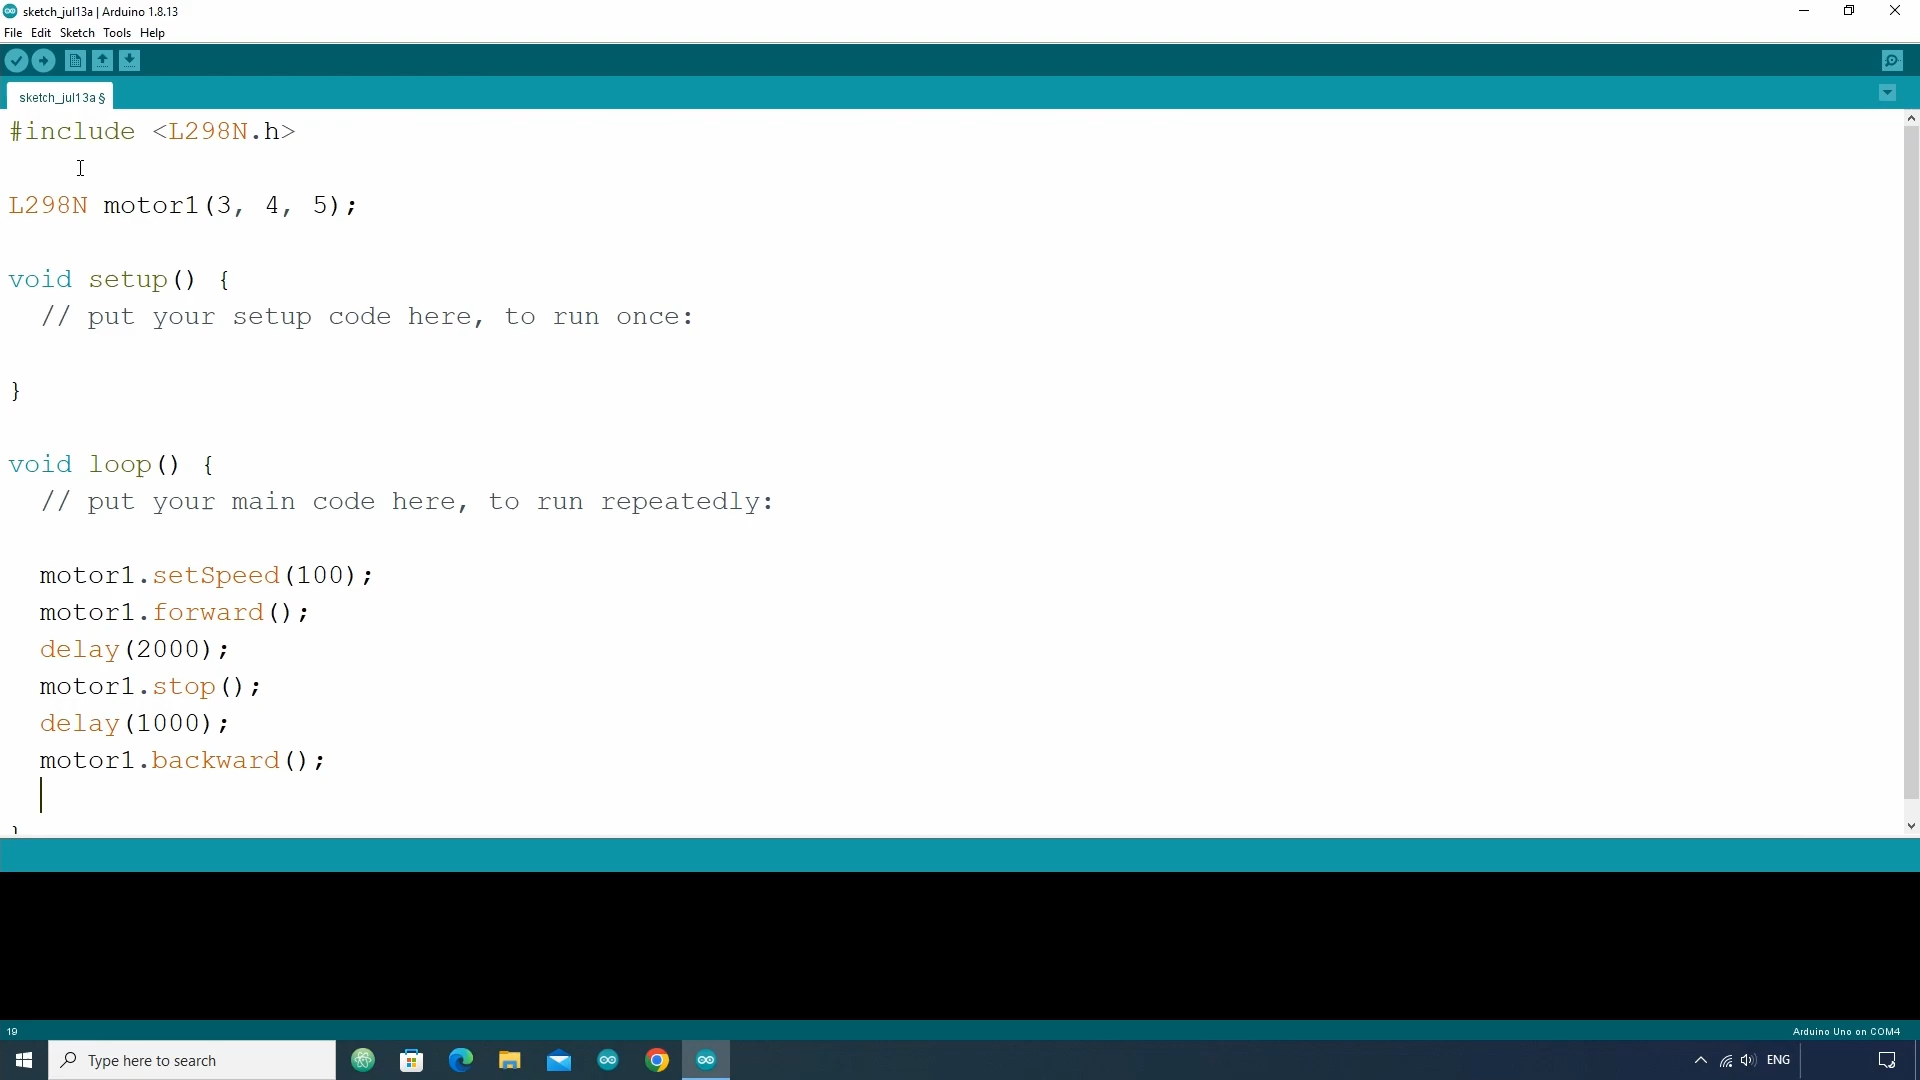 sketch_jul13a | Arduino 1.8.13
File Edit Sketch Tools Help
sketch_jul13a §
#include <L298N.h>
L298N motor1(3, 4, 5);
void setup() {
// put your setup code here, to run once:
}
void loop() {
// put your main code here, to run repeatedly:
motor1.setSpeed(100);
motor1.forward();
delay(2000);
motor1.stop();
delay(1000);
motor1.backward();
}
19
Arduino Uno on COM4
Type here to search
ENG